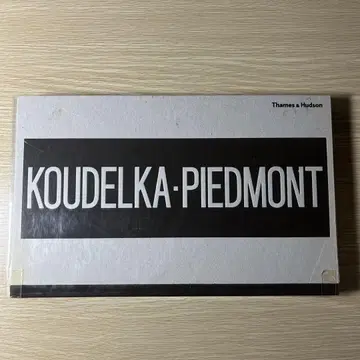 Thames & Hudson
KOUDELKA·PIEDMONT